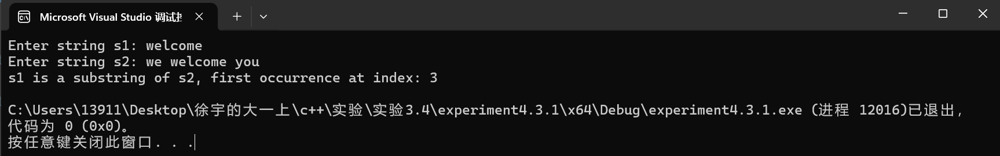 Microsoft Visual Studio 调试
Enter string s1: welcome
Enter string s2: we welcome you
s1 is a substring of s2, first occurrence at index: 3
C:\Users\13911\Desktop\徐宇的大一上\c++\实验\实验3.4\experiment4.3.1\x64\Debug\experiment4.3.1.exe (进程 12016)已退出，
代码为 0 (0x0)。
按任意键关闭此窗口. . .